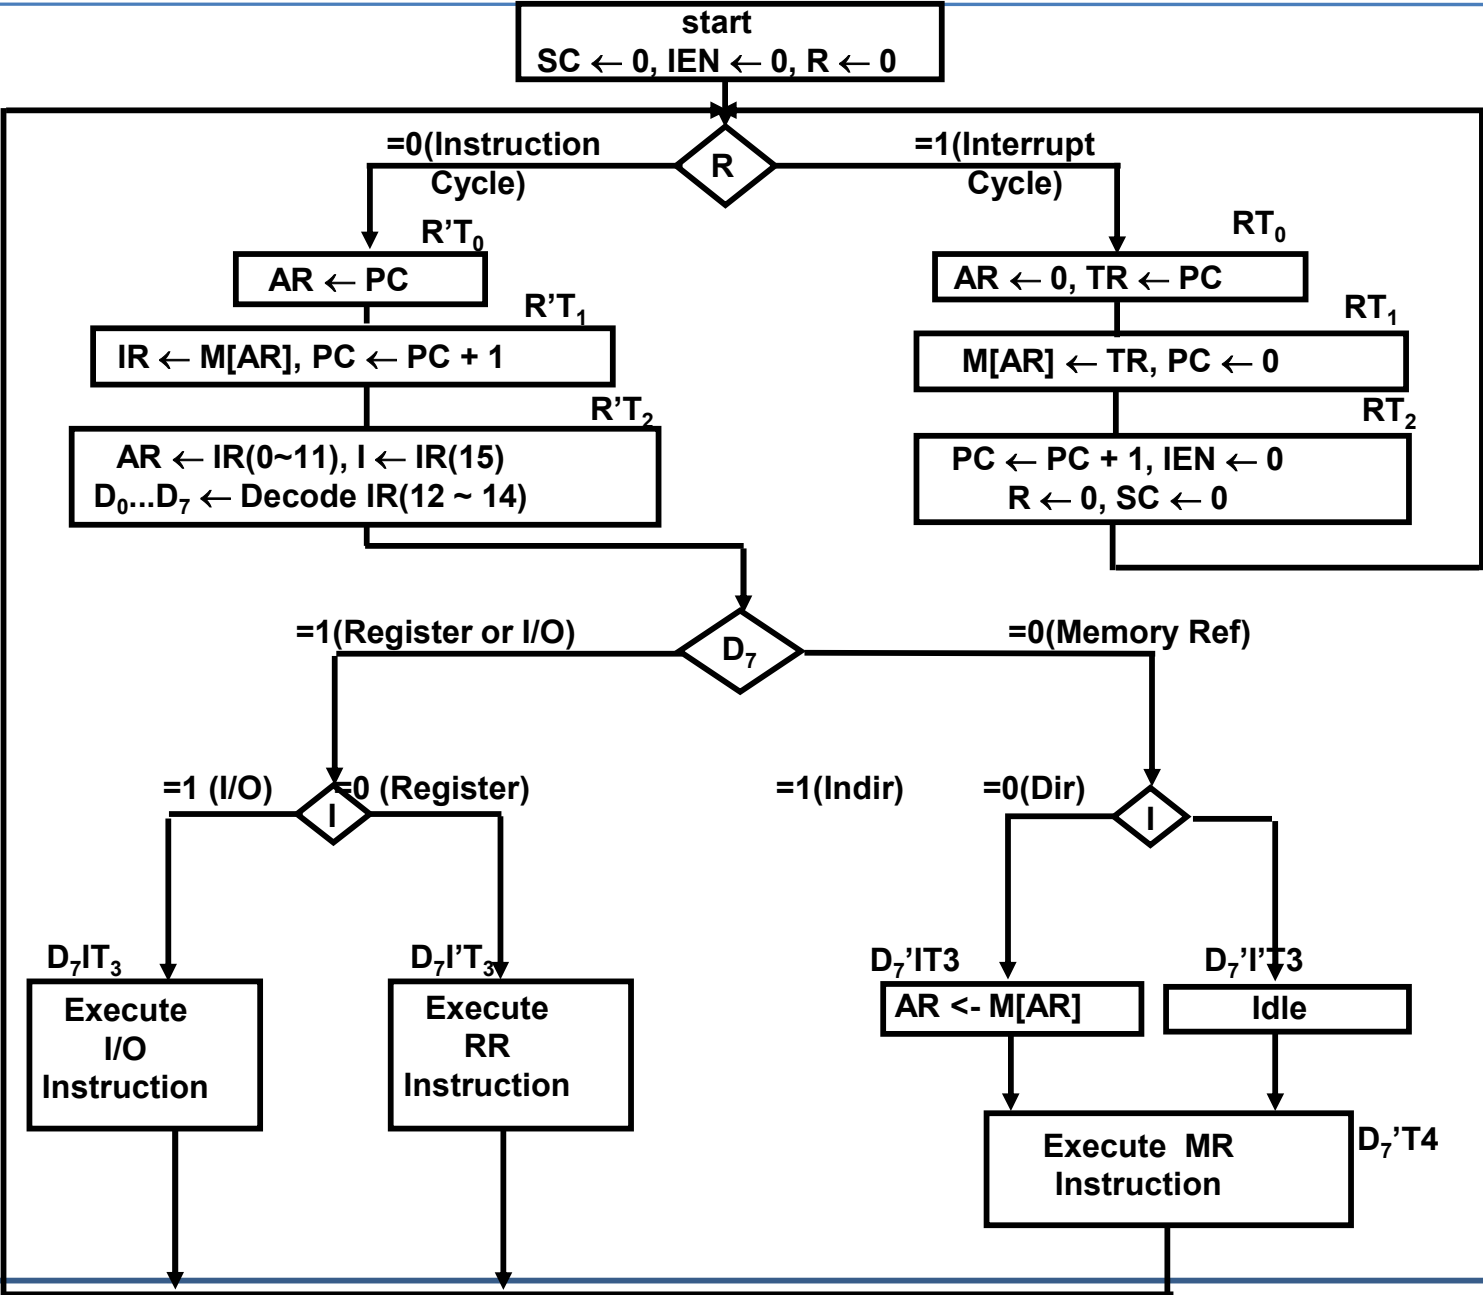 start
SC ← 0, IEN ← 0, R ← 0
=0(Instruction
Cycle)
R
=1(Interrupt
Cycle)
R’T₀
AR ← PC
R’T₁
IR ← M[AR], PC ← PC + 1
R’T₂
AR ← IR(0~11), I ← IR(15)
D₀...D₇ ← Decode IR(12 ~ 14)
RT₀
AR ← 0, TR ← PC
RT₁
M[AR] ← TR, PC ← 0
RT₂
PC ← PC + 1, IEN ← 0
R ← 0, SC ← 0
=1(Register or I/O)
D₇
=0(Memory Ref)
=1 (I/O)
I
=0 (Register)
=1(Indir)
=0(Dir)
I
D₇IT₃
Execute
I/O
Instruction
D₇I’T₃
Execute
RR
Instruction
D₇’IT3
AR <- M[AR]
D₇’I’T3
Idle
Execute MR
Instruction
D₇’T4